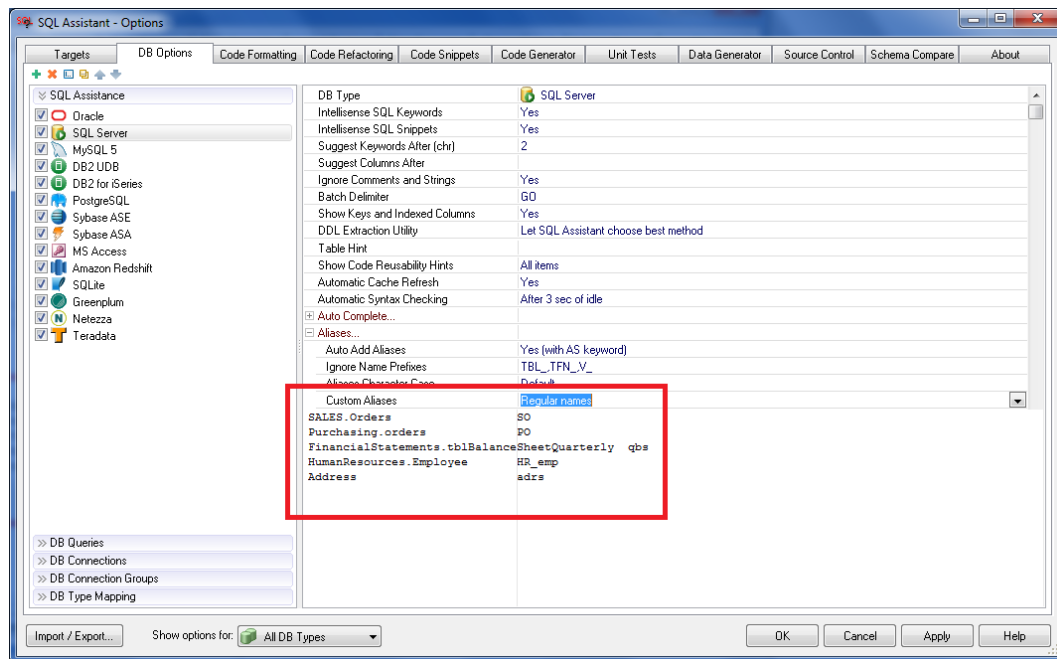 SQL Assistant - Options
Targets
DB Options
Code Formatting
Code Refactoring
Code Snippets
Code Generator
Unit Tests
Data Generator
Source Control
Schema Compare
About
SQL Assistance
Oracle
SQL Server
MySQL 5
DB2 UDB
DB2 for iSeries
PostgreSQL
Sybase ASE
Sybase ASA
MS Access
Amazon Redshift
SQLite
Greenplum
Netezza
Teradata
DB Queries
DB Connections
DB Connection Groups
DB Type Mapping
DB Type SQL Server
Intellisense SQL Keywords Yes
Intellisense SQL Snippets Yes
Suggest Keywords After (chr) 2
Suggest Columns After
Ignore Comments and Strings Yes
Batch Delimiter GO
Show Keys and Indexed Columns Yes
DDL Extraction Utility Let SQL Assistant choose best method
Table Hint
Show Code Reusability Hints All items
Automatic Cache Refresh Yes
Automatic Syntax Checking After 3 sec of idle
Auto Complete...
Aliases...
Auto Add Aliases Yes (with AS keyword)
Ignore Name Prefixes TBL_,TFN_,V_
Aliases Character Case Default
Custom Aliases Regular names
SALES.Orders SO
Purchasing.orders PO
FinancialStatements.tblBalanceSheetQuarterly qbs
HumanResources.Employee HR_emp
Address adrs
Import / Export...
Show options for: All DB Types
OK
Cancel
Apply
Help